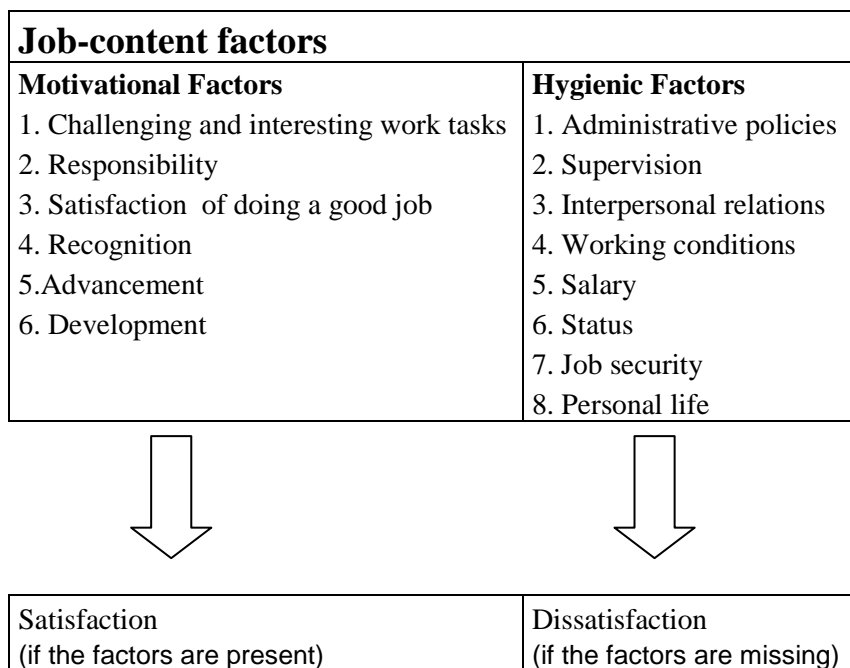 Job-content factors
Motivational Factors
1. Challenging and interesting work tasks
2. Responsibility
3. Satisfaction  of doing a good job
4. Recognition
5.Advancement
6. Development
Hygienic Factors
1. Administrative policies
2. Supervision
3. Interpersonal relations
4. Working conditions
5. Salary
6. Status
7. Job security
8. Personal life
Satisfaction
(if the factors are present)
Dissatisfaction
(if the factors are missing)